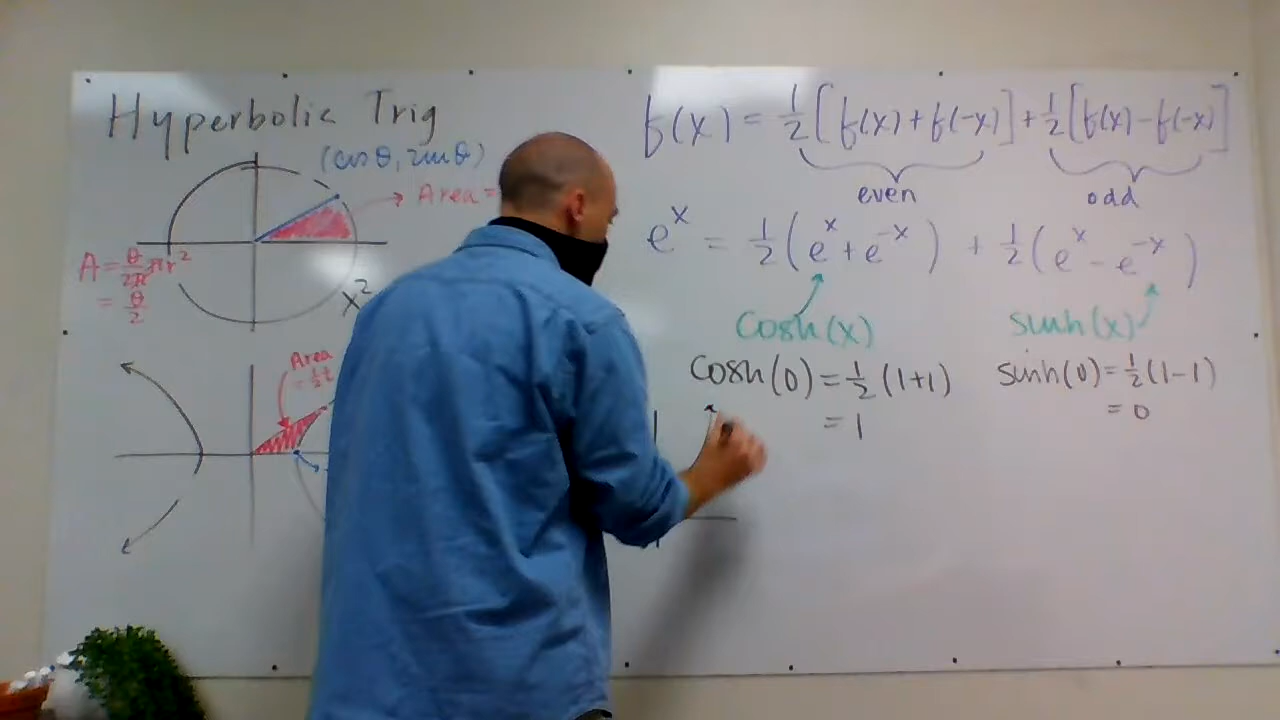 Hyperbolic Trig
(cos θ, sin θ)
Area =
A = θ/2π πr²
= θ/2
x²
Area
= ½t
f(x) = ½[f(x) + f(-x)] + ½[f(x) - f(-x)]
even odd
eˣ = ½(eˣ + e⁻ˣ) + ½(eˣ - e⁻ˣ)
cosh(x) sinh(x)
cosh(0) = ½(1+1) sinh(0) = ½(1-1)
= 1 = 0